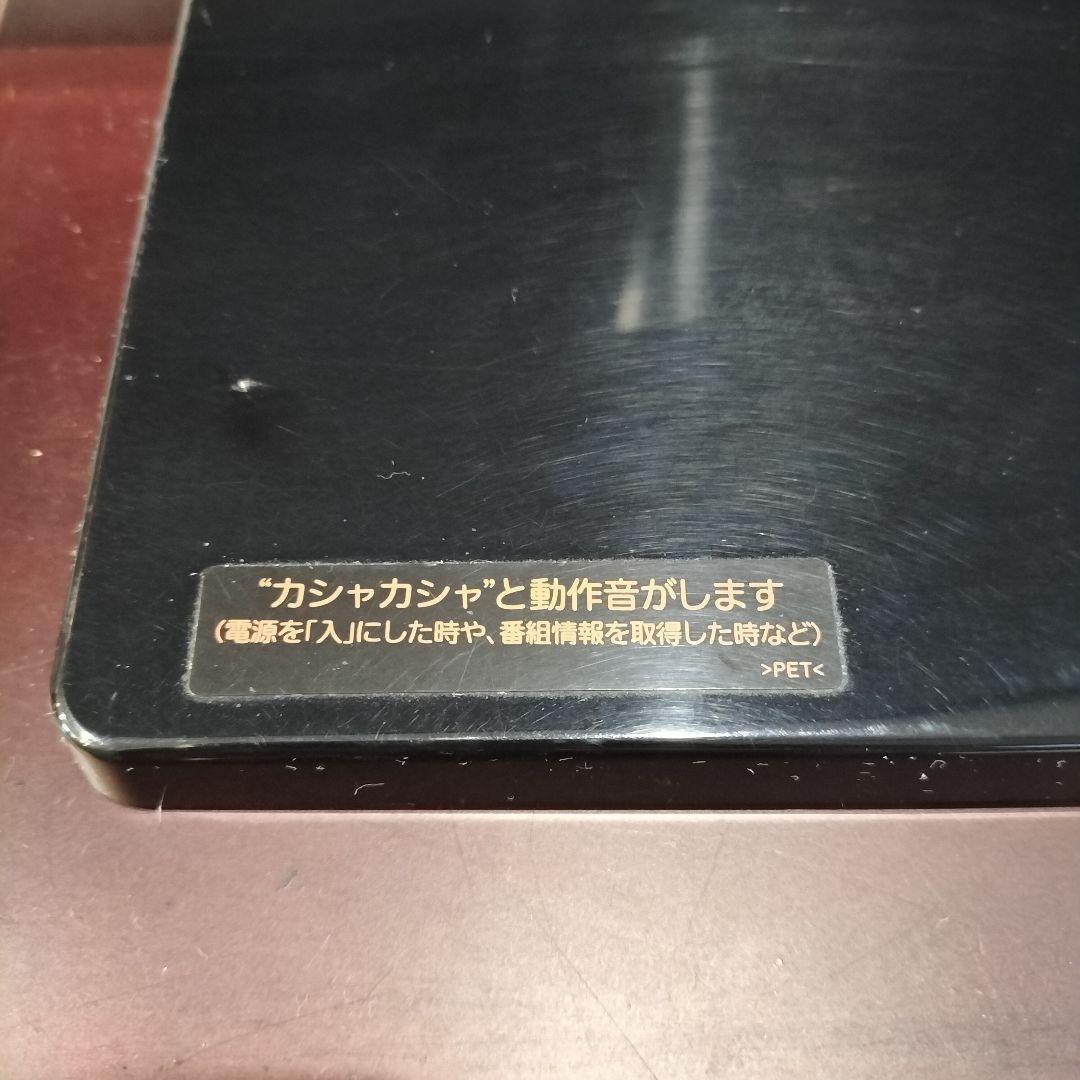 “カシャカシャ”と動作音がします
(電源を「入」にした時や、番組情報を取得した時など)
>PET<